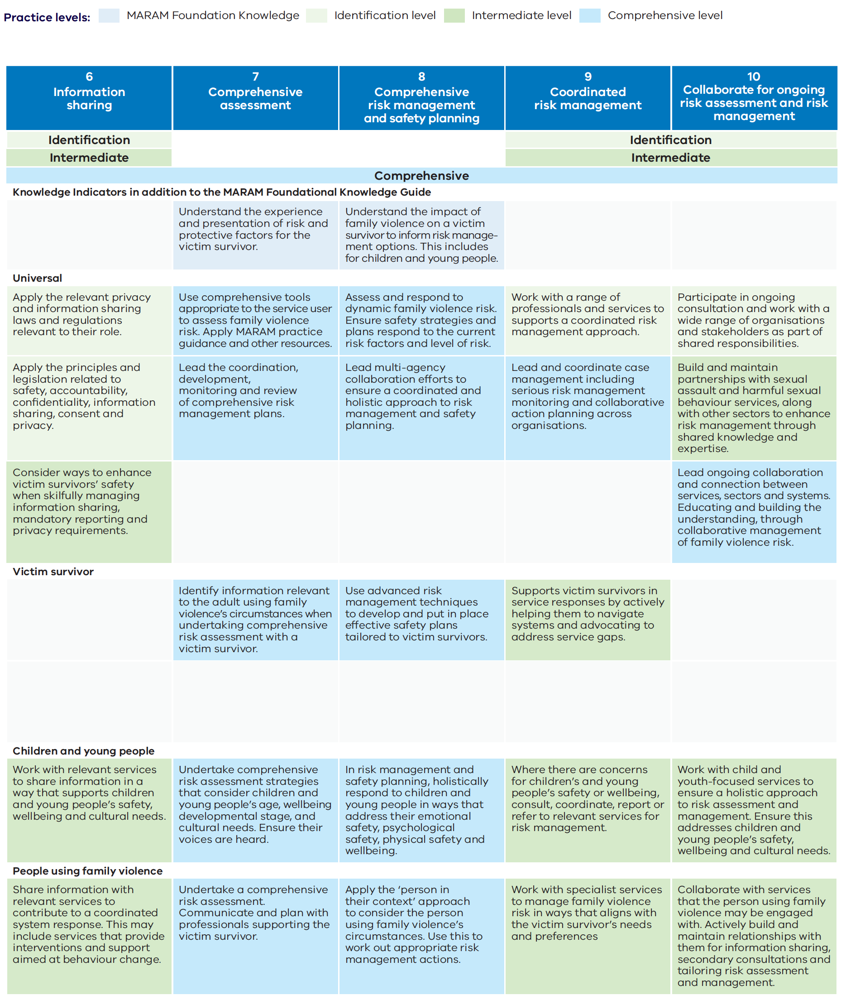 Practice levels: MARAM Foundation Knowledge Identification level Intermediate level Comprehensive level
6
Information
sharing
7
Comprehensive
assessment
8
Comprehensive
risk management
and safety planning
9
Coordinated
risk management
10
Collaborate for ongoing
risk assessment and risk
management
Identification
Identification
Intermediate
Intermediate
Comprehensive
Knowledge Indicators in addition to the MARAM Foundational Knowledge Guide
Understand the experience
and presentation of risk and
protective factors for the
victim survivor.
Understand the impact of
family violence on a victim
survivor to inform risk manage-
ment options. This includes
for children and young people.
Universal
Apply the relevant privacy
and information sharing
laws and regulations
relevant to their role.
Use comprehensive tools
appropriate to the service user
to assess family violence
risk. Apply MARAM practice
guidance and other resources.
Assess and respond to
dynamic family violence risk.
Ensure safety strategies and
plans respond to the current
risk factors and level of risk.
Work with a range of
professionals and services to
supports a coordinated risk
management approach.
Participate in ongoing
consultation and work with a
wide range of organisations
and stakeholders as part of
shared responsibilities.
Apply the principles and
legislation related to
safety, accountability,
confidentiality, information
sharing, consent and
privacy.
Lead the coordination,
development,
monitoring and review
of comprehensive risk
management plans.
Lead multi-agency
collaboration efforts to
ensure a coordinated and
holistic approach to risk
management and safety
planning.
Lead and coordinate case
management including
serious risk management
monitoring and collaborative
action planning across
organisations.
Build and maintain
partnerships with sexual
assault and harmful sexual
behaviour services, along
with other sectors to enhance
risk management through
shared knowledge and
expertise.
Consider ways to enhance
victim survivors’ safety
when skilfully managing
information sharing,
mandatory reporting and
privacy requirements.
Lead ongoing collaboration
and connection between
services, sectors and systems.
Educating and building the
understanding, through
collaborative management
of family violence risk.
Victim survivor
Identify information relevant
to the adult using family
violence’s circumstances when
undertaking comprehensive
risk assessment with a
victim survivor.
Use advanced risk
management techniques
to develop and put in place
effective safety plans
tailored to victim survivors.
Supports victim survivors in
service responses by actively
helping them to navigate
systems and advocating to
address service gaps.
Children and young people
Work with relevant services
to share information in a
way that supports children
and young people’s safety,
wellbeing and cultural needs.
Undertake comprehensive
risk assessment strategies
that consider children and
young people’s age, wellbeing
developmental stage, and
cultural needs. Ensure their
voices are heard.
In risk management and
safety planning, holistically
respond to children and
young people in ways that
address their emotional
safety, psychological
safety, physical safety and
wellbeing.
Where there are concerns
for children’s and young
people’s safety or wellbeing,
consult, coordinate, report or
refer to relevant services for
risk management.
Work with child and
youth-focused services to
ensure a holistic approach
to risk assessment and
management. Ensure this
addresses children and
young people’s safety,
wellbeing and cultural needs.
People using family violence
Share information with
relevant services to
contribute to a coordinated
system response. This may
include services that provide
interventions and support
aimed at behaviour change.
Undertake a comprehensive
risk assessment.
Communicate and plan with
professionals supporting the
victim survivor.
Apply the ‘person in
their context’ approach
to consider the person
using family violence’s
circumstances. Use this to
work out appropriate risk
management actions.
Work with specialist services
to manage family violence
risk in ways that aligns with
the victim survivor’s needs
and preferences
Collaborate with services
that the person using family
violence may be engaged
with. Actively build and
maintain relationships with
them for information sharing,
secondary consultations and
tailoring risk assessment
and management.